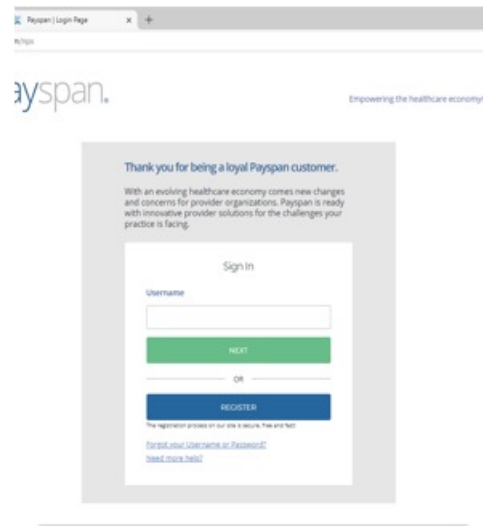 Payspan | Login Page
ayspan.
Empowering the healthcare economy
Thank you for being a loyal Payspan customer.
With an evolving healthcare economy comes new changes
and concerns for provider organizations. Payspan is ready
with innovative provider solutions for the challenges your
practice is facing.
Sign In
Username
NEXT
OR
REGISTER
The registration process on our site is secure, free and fast!
Forgot your Username or Password?
Need more help?